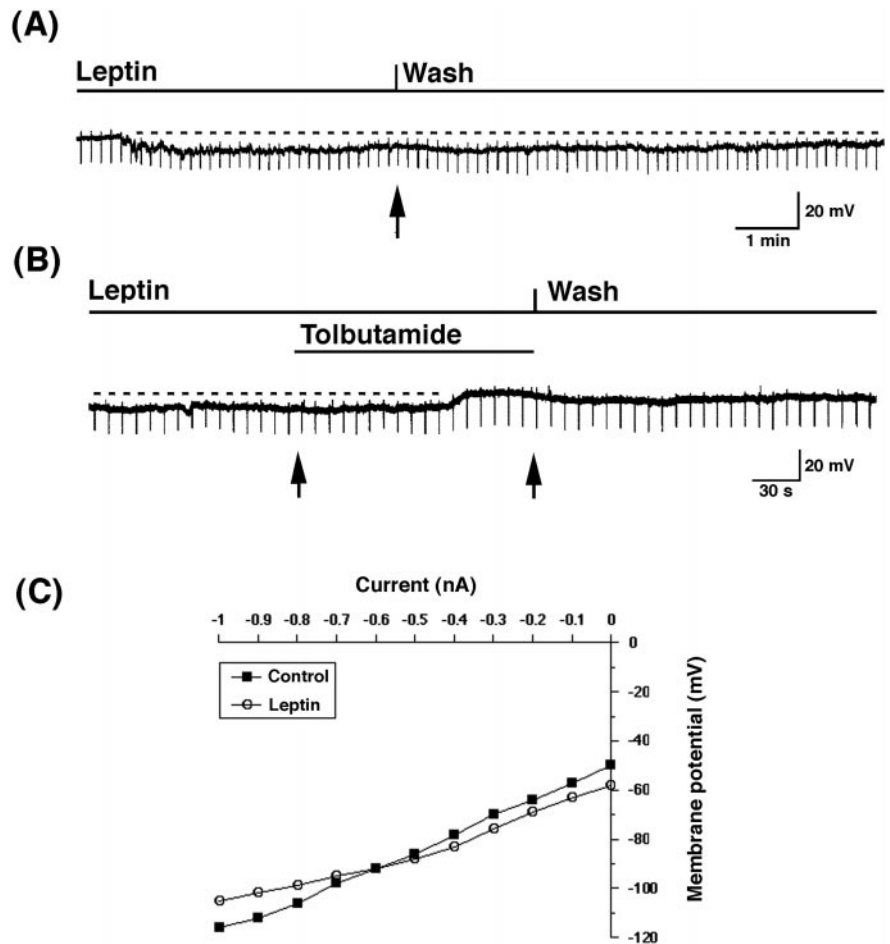 (A)
Leptin Wash
20 mV
1 min
(B)
Leptin Wash
Tolbutamide
20 mV
30 s
(C)
Current (nA)
-1 -0.9 -0.8 -0.7 -0.6 -0.5 -0.4 -0.3 -0.2 -0.1 0
0
-20
-40
-60
-80
-100
-120
Control
Leptin
Membrane potential (mV)